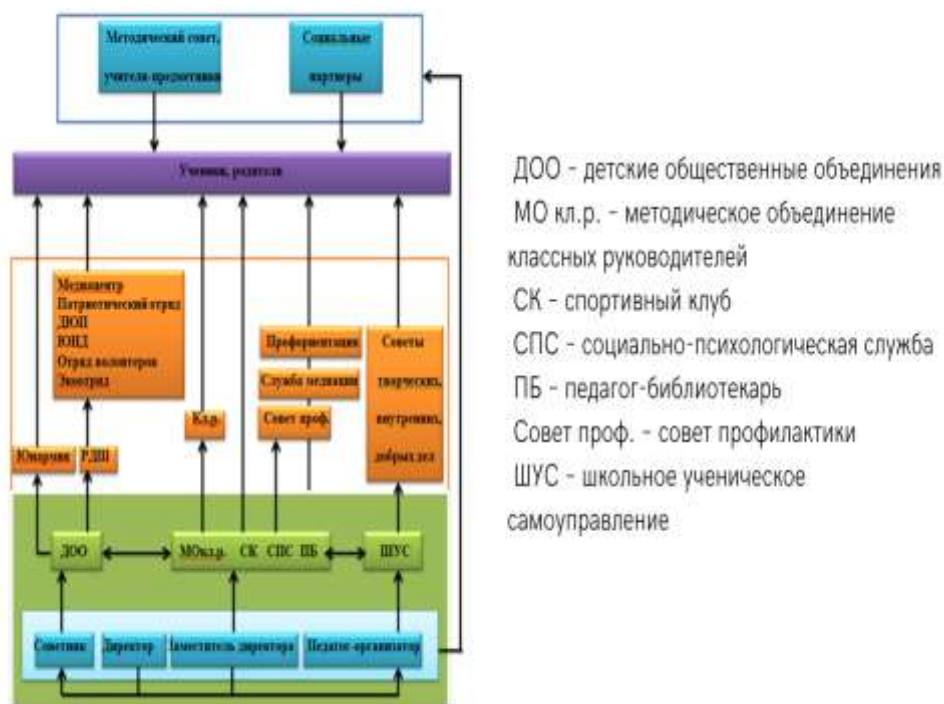 Методический совет,
учителя-предметники
Социальные
партнеры
Ученики, родители
Медиацентр
Патриотический отряд
ДЮП
ЮИД
Отряд волонтеров
Экоотряд
Профориентация
Служба медиации
Совет проф.
Советы
творческих,
внутренних,
добрых дел
Кл.р.
Юнармия
РДШ
ДОО
МОкл.р. СК СПС ПБ
ШУС
Советник
Директор
Заместитель директора
Педагог-организатор
ДОО - детские общественные объединения
МО кл.р. - методическое объединение
классных руководителей
СК - спортивный клуб
СПС - социально-психологическая служба
ПБ - педагог-библиотекарь
Совет проф. - совет профилактики
ШУС - школьное ученическое
самоуправление